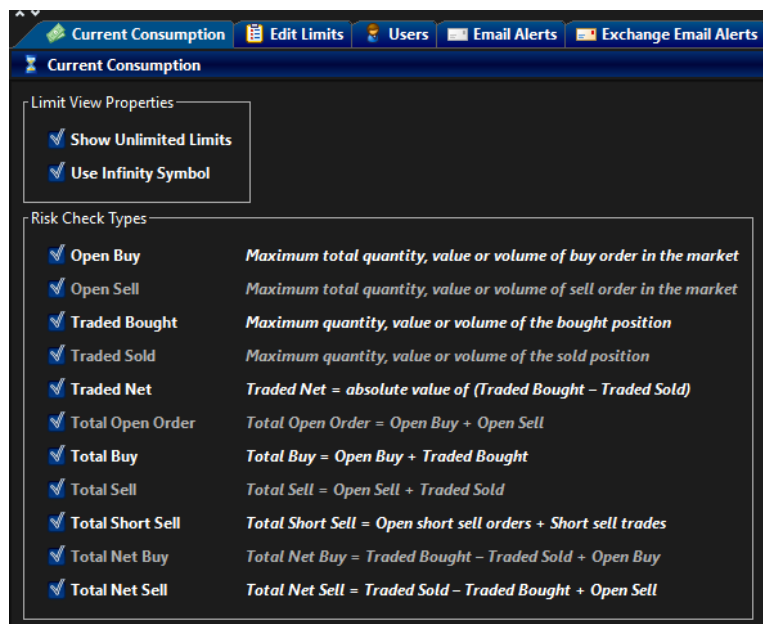 Current Consumption Edit Limits Users Email Alerts Exchange Email Alerts
Current Consumption
Limit View Properties
Show Unlimited Limits
Use Infinity Symbol
Risk Check Types
Open Buy Maximum total quantity, value or volume of buy order in the market
Open Sell Maximum total quantity, value or volume of sell order in the market
Traded Bought Maximum quantity, value or volume of the bought position
Traded Sold Maximum quantity, value or volume of the sold position
Traded Net Traded Net = absolute value of (Traded Bought – Traded Sold)
Total Open Order Total Open Order = Open Buy + Open Sell
Total Buy Total Buy = Open Buy + Traded Bought
Total Sell Total Sell = Open Sell + Traded Sold
Total Short Sell Total Short Sell = Open short sell orders + Short sell trades
Total Net Buy Total Net Buy = Traded Bought – Traded Sold + Open Buy
Total Net Sell Total Net Sell = Traded Sold – Traded Bought + Open Sell